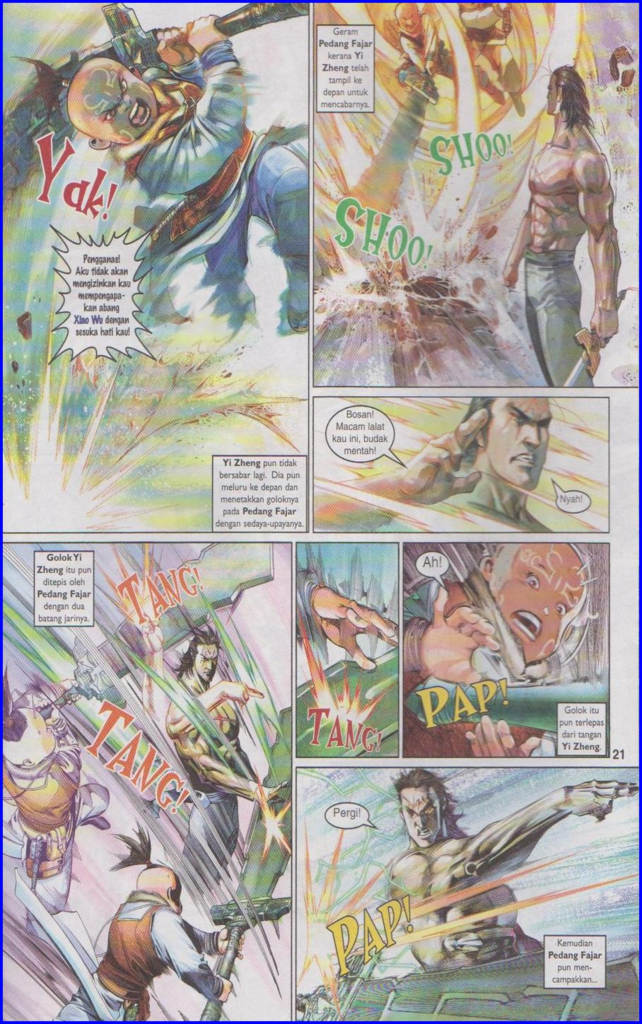 Yak!
Pengganas!
Aku tidak akan
mengizinkan kau
mempengapa-
kan abang
Xiao Wu dengan
sesuka hati kau!
Yi Zheng pun tidak
bersabar lagi. Dia pun
meluru ke depan dan
menetakkan goloknya
pada Pedang Fajar
dengan sedaya-upayanya.
Geram
Pedang Fajar
kerana Yi
Zheng telah
tampil ke
depan untuk
mencabarnya.
SHOO!
SHOO!
Bosan!
Macam lalat
kau ini, budak
mentah!
Nyah!
Golok Yi
Zheng itu pun
ditepis oleh
Pedang Fajar
dengan dua
batang jarinya.
TANG!
TANG!
TANG!
Ah!
PAP!
Golok itu
pun terlepas
dari tangan
Yi Zheng.
21
Pergi!
PAP!
Kemudian
Pedang Fajar
pun men-
campakkan...